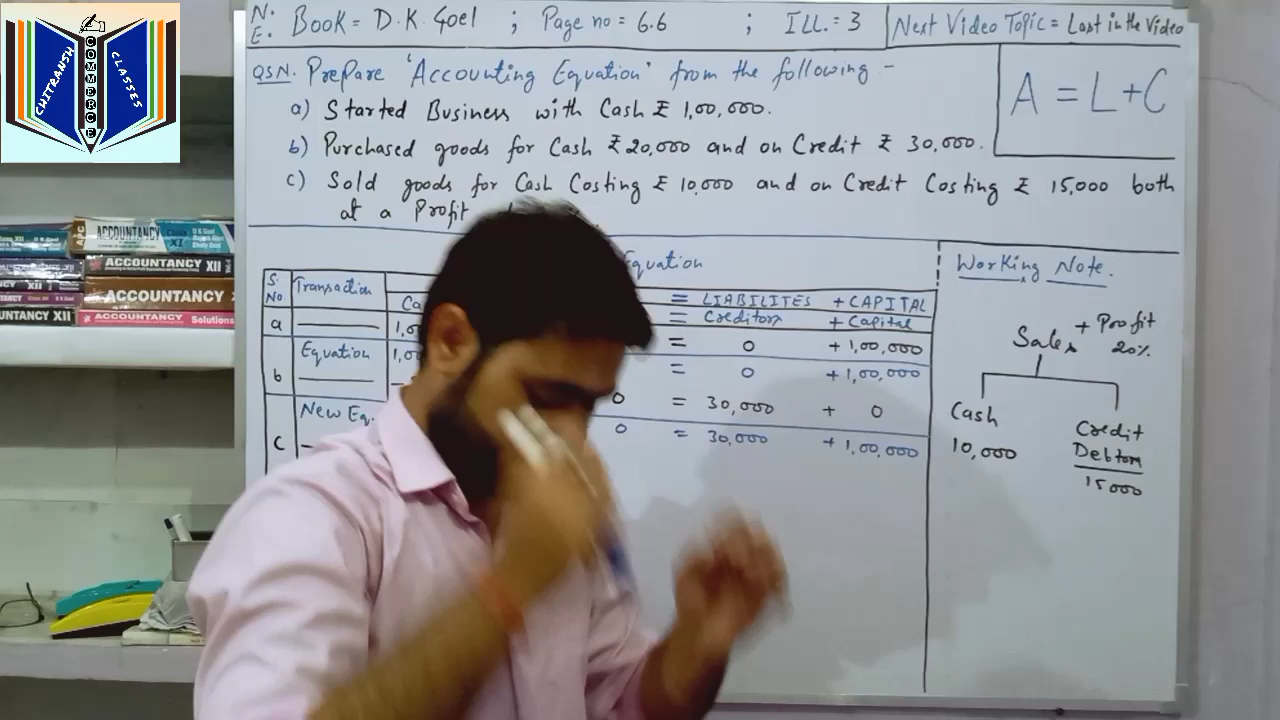 CHITRANSH COMMERCE CLASSES
N: E. Book = D.K. Goel ; Page no = 6.6 ; ILL. = 3
Next Video Topic = Last in the Video
QSN. Prepare 'Accounting Equation' from the following -
a) Started Business with Cash ₹ 1,00,000.
A = L + C
b) Purchased goods for Cash ₹ 20,000 and on Credit ₹ 30,000.
c) Sold goods for Cash Costing ₹ 10,000 and on Credit Costing ₹ 15,000 both
at a Profit
Equation
S. No Transaction = LIABILITES + CAPITAL
= Creditors + Capital
a = 0 + 1,00,000
Equation = 0 + 1,00,000
b 0 = 30,000 + 0
New Eq. 0 = 30,000 + 1,00,000
C
Working Note.
Sales + Profit 20%
Cash Credit
10,000 Debtors
15000
ACCOUNTANCY XI
ACCOUNTANCY XII
ACCOUNTANCY
ACCOUNTANCY Solutions
UNTANCY XII